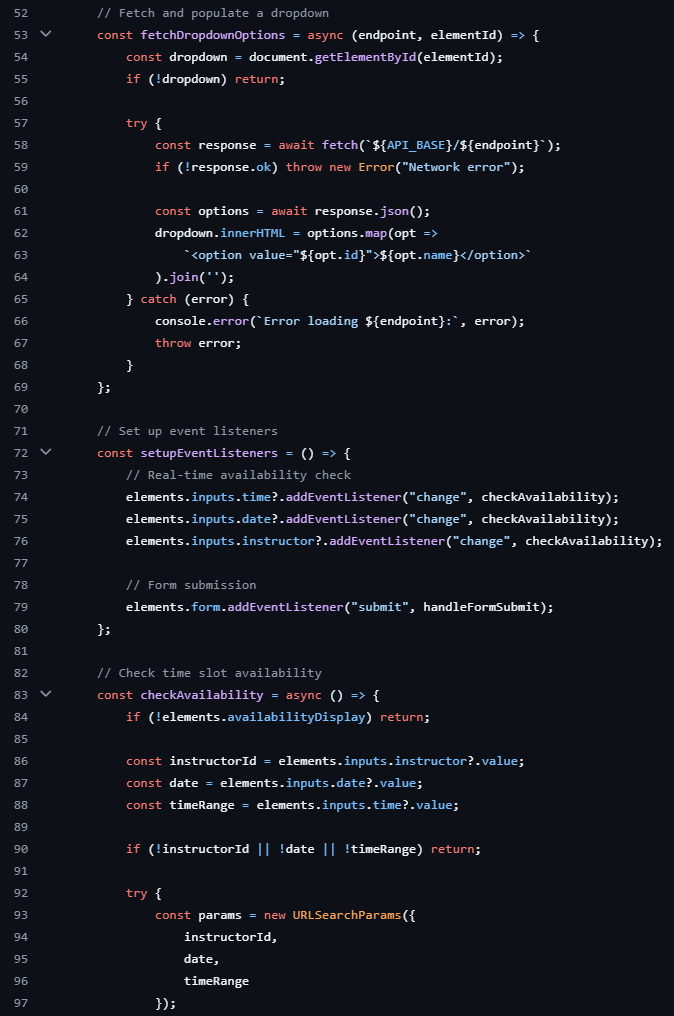 52 // Fetch and populate a dropdown
53 const fetchDropdownOptions = async (endpoint, elementId) => {
54 const dropdown = document.getElementById(elementId);
55 if (!dropdown) return;
56
57 try {
58 const response = await fetch(`${API_BASE}/${endpoint}`);
59 if (!response.ok) throw new Error("Network error");
60
61 const options = await response.json();
62 dropdown.innerHTML = options.map(opt =>
63 `<option value="${opt.id}">${opt.name}</option>`
64 ).join('');
65 } catch (error) {
66 console.error(`Error loading ${endpoint}:`, error);
67 throw error;
68 }
69 };
70
71 // Set up event listeners
72 const setupEventListeners = () => {
73 // Real-time availability check
74 elements.inputs.time?.addEventListener("change", checkAvailability);
75 elements.inputs.date?.addEventListener("change", checkAvailability);
76 elements.inputs.instructor?.addEventListener("change", checkAvailability);
77
78 // Form submission
79 elements.form.addEventListener("submit", handleFormSubmit);
80 };
81
82 // Check time slot availability
83 const checkAvailability = async () => {
84 if (!elements.availabilityDisplay) return;
85
86 const instructorId = elements.inputs.instructor?.value;
87 const date = elements.inputs.date?.value;
88 const timeRange = elements.inputs.time?.value;
89
90 if (!instructorId || !date || !timeRange) return;
91
92 try {
93 const params = new URLSearchParams({
94 instructorId,
95 date,
96 timeRange
97 });